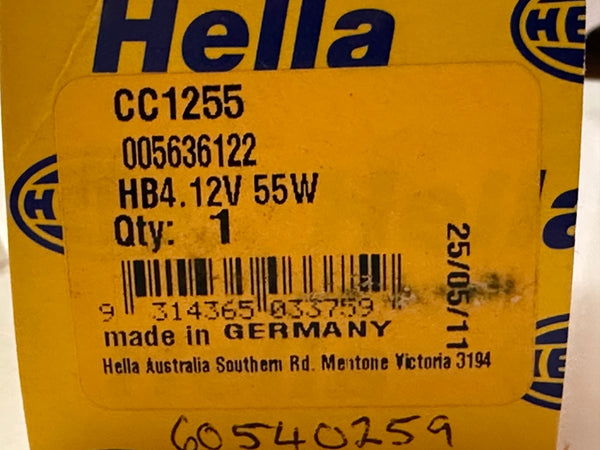 Hella
HE
CC1255
005636122
HB4.12V 55W
Qty: 1
25/05/11
9 314365 033759
made in GERMANY
Hella Australia Southern Rd. Mentone Victoria 3194
60540259